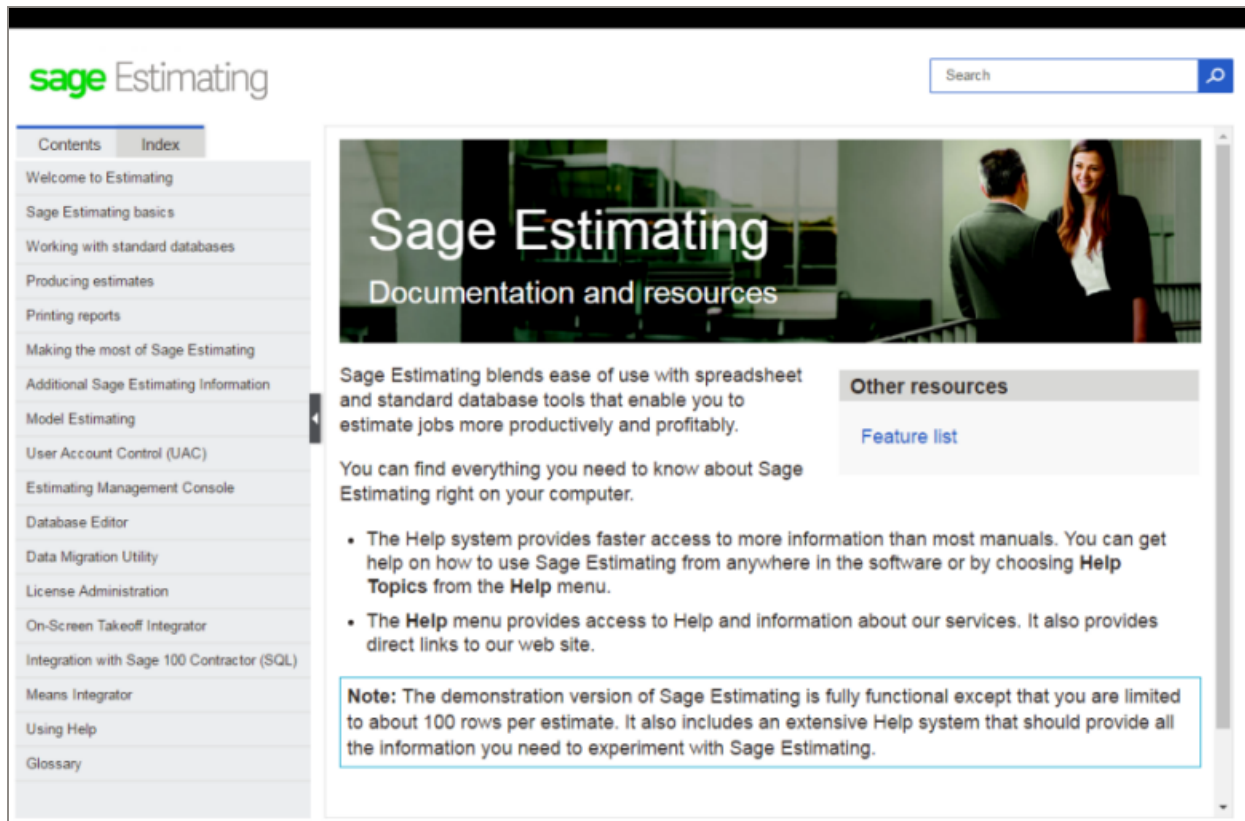 sage Estimating
Search
Contents
Index
Welcome to Estimating
Sage Estimating basics
Working with standard databases
Producing estimates
Printing reports
Making the most of Sage Estimating
Additional Sage Estimating Information
Model Estimating
User Account Control (UAC)
Estimating Management Console
Database Editor
Data Migration Utility
License Administration
On-Screen Takeoff Integrator
Integration with Sage 100 Contractor (SQL)
Means Integrator
Using Help
Glossary
Sage Estimating
Documentation and resources
Sage Estimating blends ease of use with spreadsheet
and standard database tools that enable you to
estimate jobs more productively and profitably.
Other resources
Feature list
You can find everything you need to know about Sage
Estimating right on your computer.
• The Help system provides faster access to more information than most manuals. You can get
help on how to use Sage Estimating from anywhere in the software or by choosing Help
Topics from the Help menu.
• The Help menu provides access to Help and information about our services. It also provides
direct links to our web site.
Note: The demonstration version of Sage Estimating is fully functional except that you are limited
to about 100 rows per estimate. It also includes an extensive Help system that should provide all
the information you need to experiment with Sage Estimating.